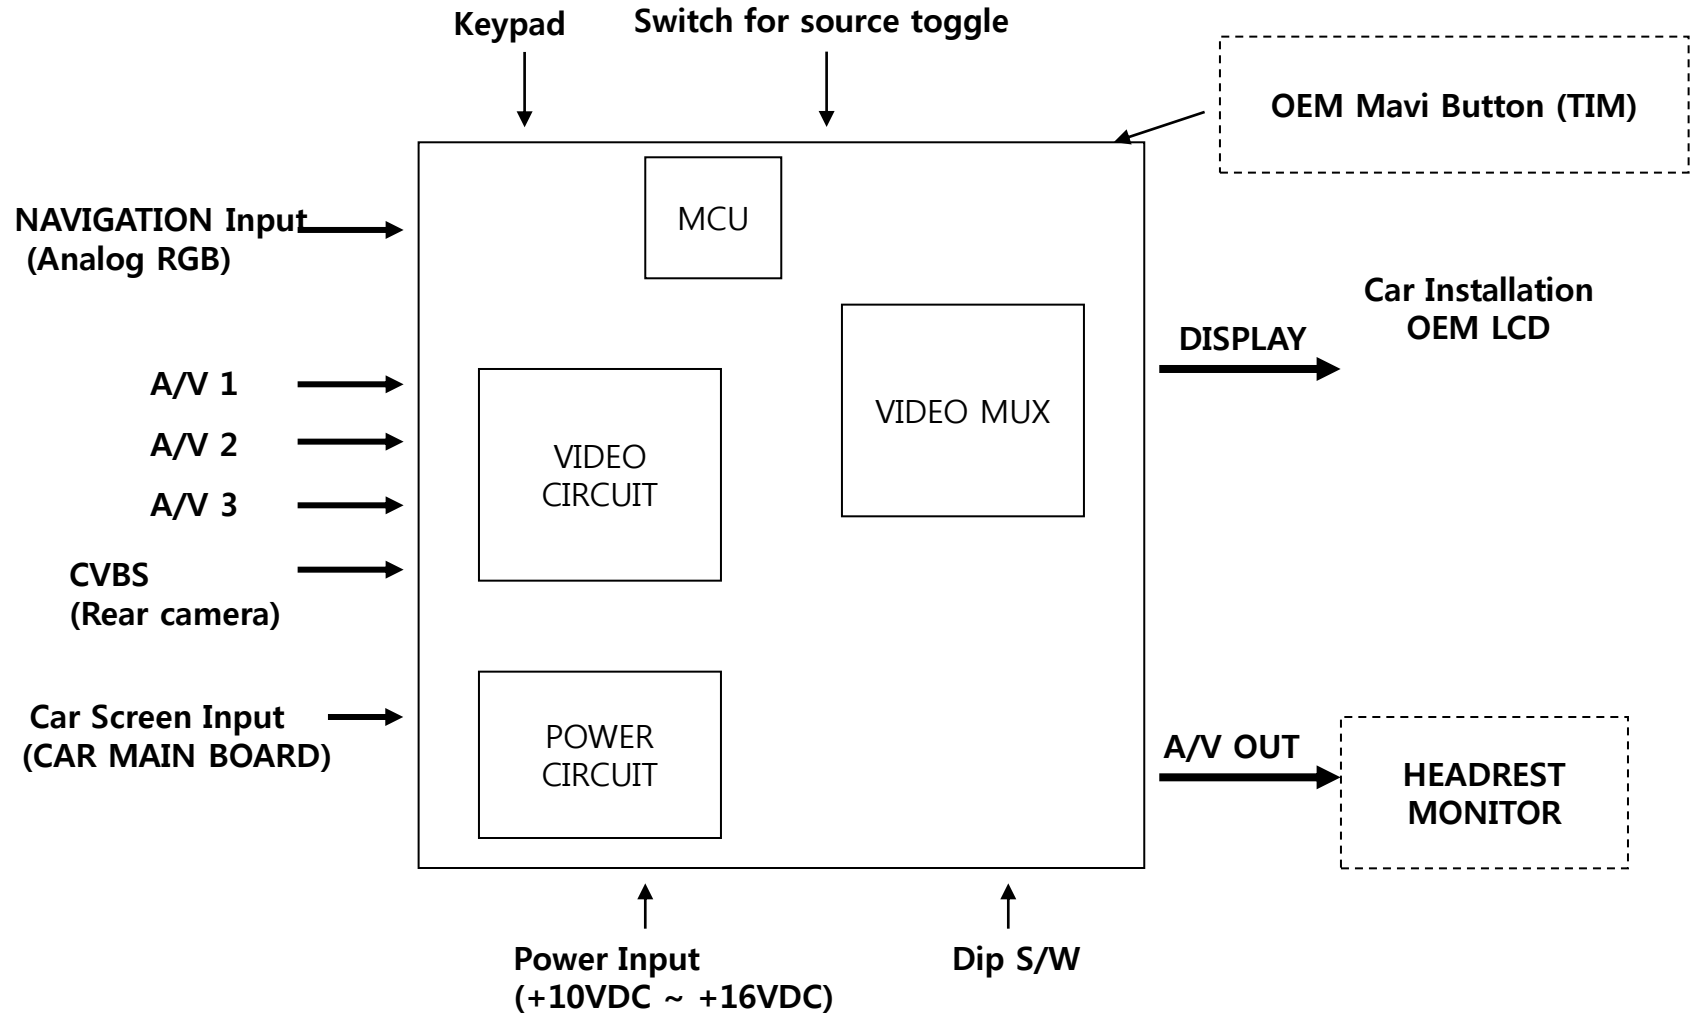 Keypad
Switch for source toggle
OEM Mavi Button (TIM)
NAVIGATION Input
(Analog RGB)
MCU
Car Installation
OEM LCD
DISPLAY
A/V 1
A/V 2
A/V 3
VIDEO
CIRCUIT
VIDEO MUX
CVBS
(Rear camera)
Car Screen Input
(CAR MAIN BOARD)
POWER
CIRCUIT
A/V OUT
HEADREST
MONITOR
Power Input
(+10VDC ~ +16VDC)
Dip S/W